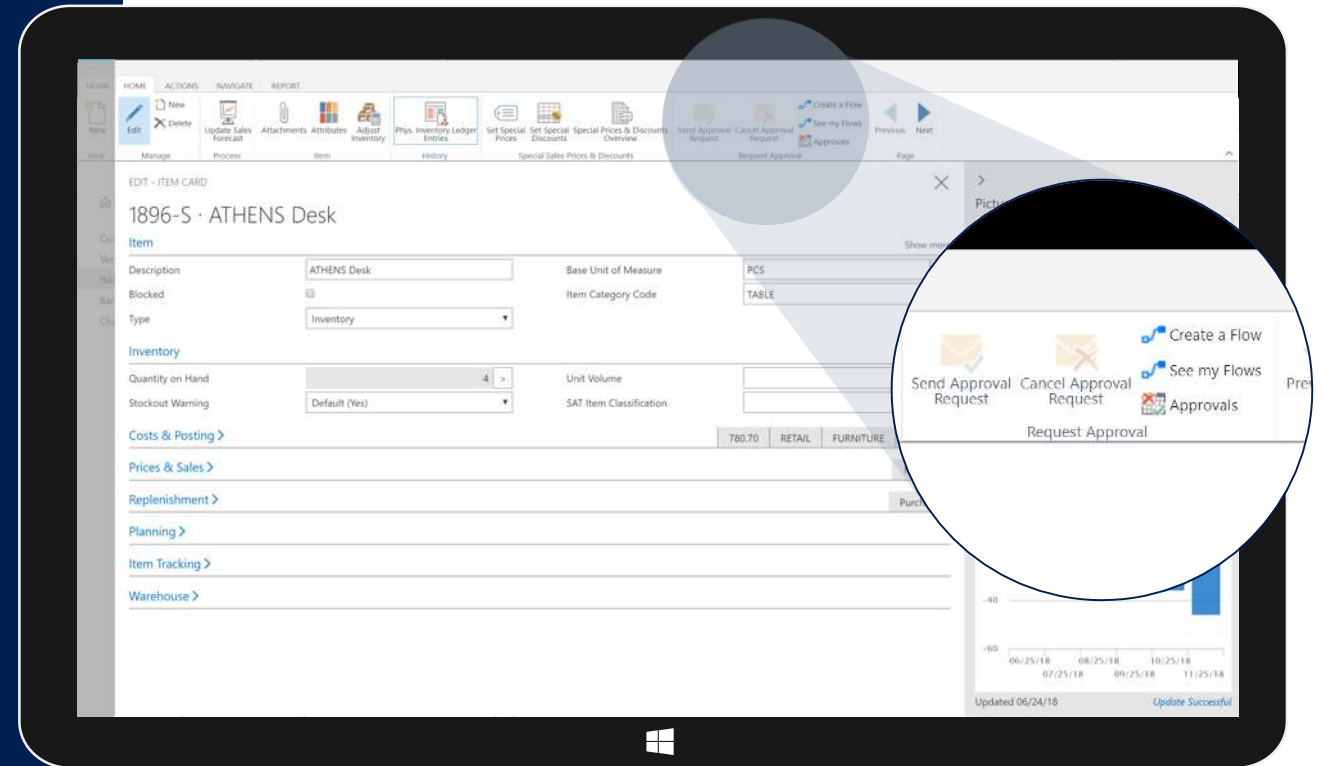 HOME HOME ACTIONS NAVIGATE REPORT
New Edit New Delete Update Sales Forecast Attachments Attributes Adjust Inventory Phys. Inventory Ledger Entries Set Special Prices Set Special Discounts Special Prices & Discounts Overview Send Approval Request Cancel Approval Request Create a Flow See my Flows Approvals Previous Next
Manage Process Item History Special Sales Prices & Discounts Request Approval Page
EDIT - ITEM CARD
1896-S · ATHENS Desk
Item
Description ATHENS Desk Base Unit of Measure PCS
Blocked Item Category Code TABLE
Type Inventory
Inventory
Quantity on Hand 4 > Unit Volume
Stockout Warning Default (Yes) SAT Item Classification
Costs & Posting > 780.70 RETAIL FURNITURE
Prices & Sales >
Replenishment >
Planning >
Item Tracking >
Warehouse >
Create a Flow
See my Flows
Send Approval Request
Cancel Approval Request
Approvals
Request Approval
-40
-60
06/25/18 08/25/18 10/25/18
07/25/18 09/25/18 11/25/18
Updated 06/24/18 Update Successful